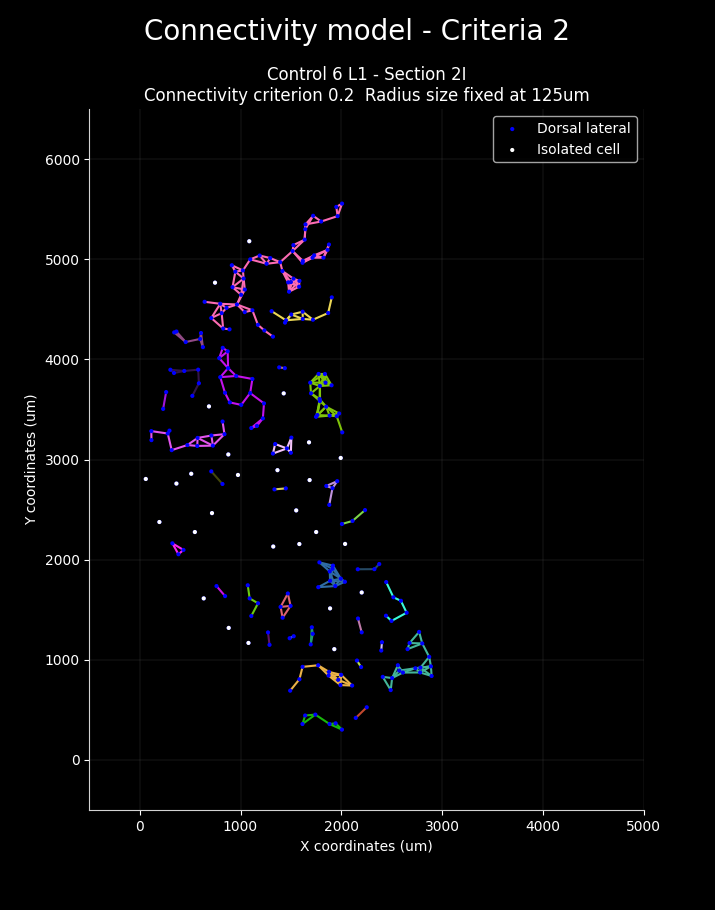 Connectivity model - Criteria 2
Control 6 L1 - Section 2I
Connectivity criterion 0.2  Radius size fixed at 125um
Dorsal lateral
Isolated cell
6000
5000
4000
3000
2000
1000
0
Y coordinates (um)
0 1000 2000 3000 4000 5000
X coordinates (um)